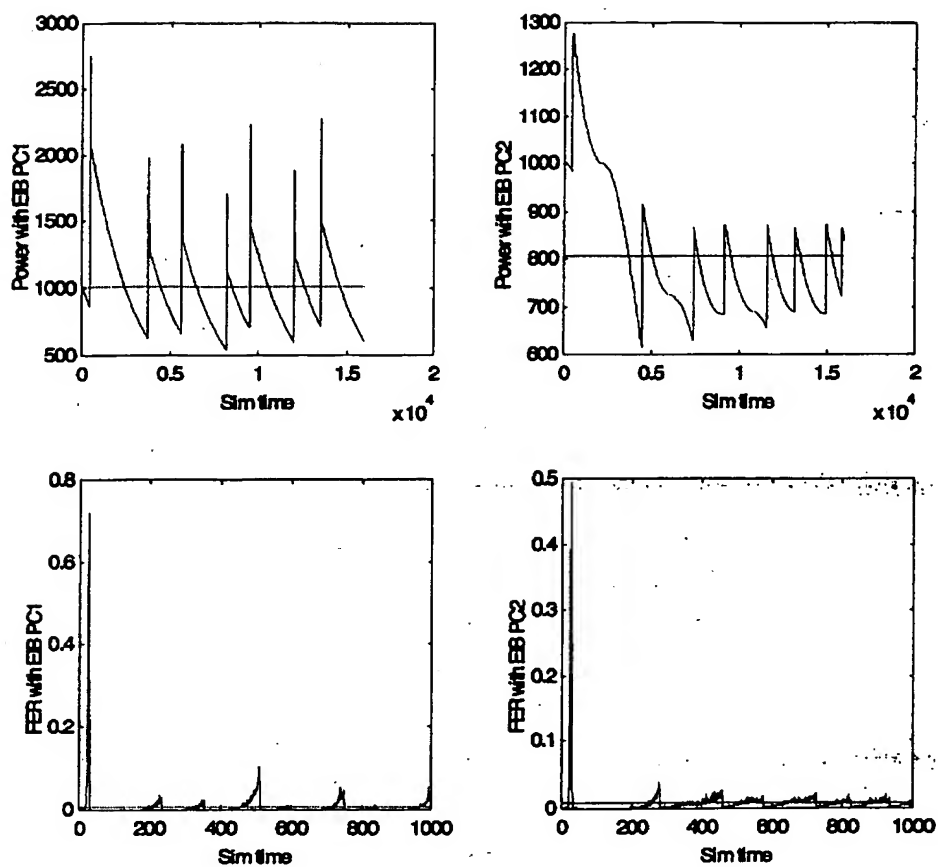 Power with EIB PC1
3000
2500
2000
1500
1000
500
0 0.5 1 1.5 2
Sim time
x10^4
Power with EIB PC2
1300
1200
1100
1000
900
800
700
600
0 0.5 1 1.5 2
Sim time
x10^4
FER with EIB PC1
0.8
0.6
0.4
0.2
0
0 200 400 600 800 1000
Sim time
FER with EIB PC2
0.5
0.4
0.3
0.2
0.1
0
0 200 400 600 800 1000
Sim time